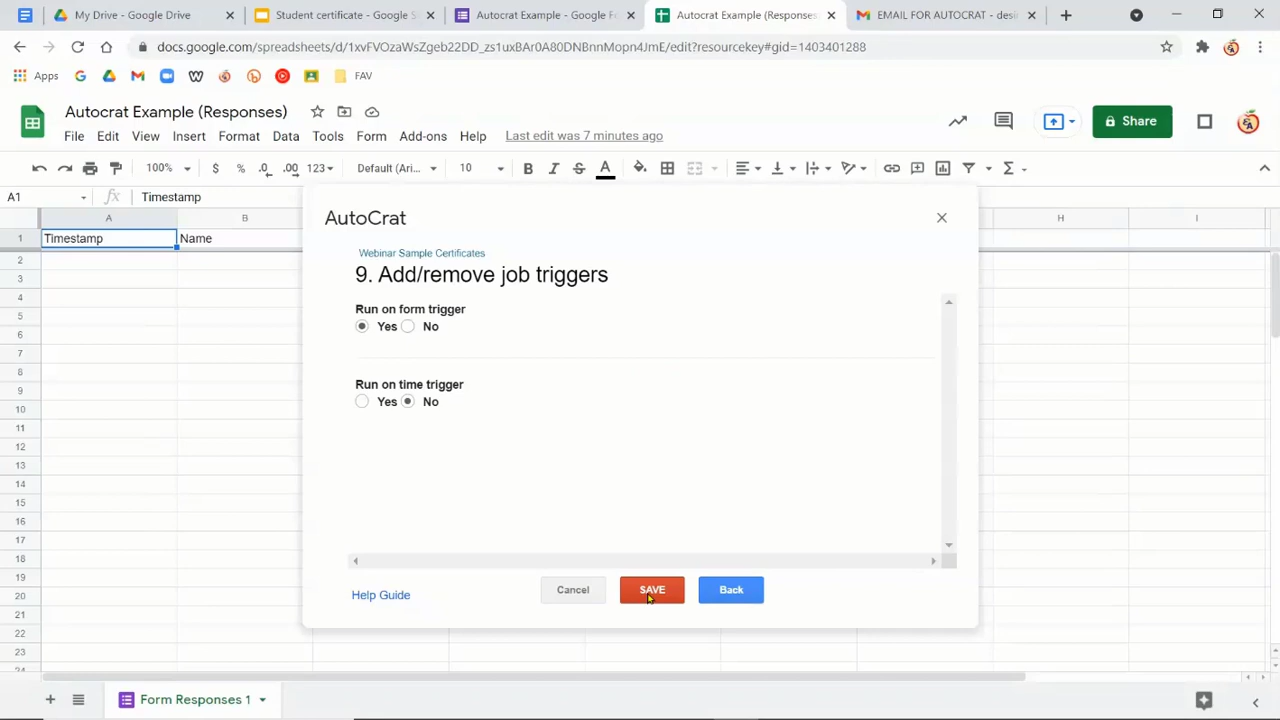 My Drive - Google Drive
Student certificate - Google S
Autocrat Example - Google F
Autocrat Example (Responses
EMAIL FOR AUTOCRAT - desi
docs.google.com/spreadsheets/d/1xvFVOzaWsZgeb22DD_zs1uxBAr0A80DNBnnMopn4JmE/edit?resourcekey#gid=1403401288
Apps
FAV
Autocrat Example (Responses)
File Edit View Insert Format Data Tools Form Add-ons Help Last edit was 7 minutes ago
Share
100% $ % .0 .00 123 Default (Ari... 10 B I S A
A1 fx Timestamp
A B H I
1 Timestamp Name
AutoCrat
Webinar Sample Certificates
9. Add/remove job triggers
Run on form trigger
Yes No
Run on time trigger
Yes No
Help Guide Cancel SAVE Back
2
3
4
5
6
7
8
9
10
11
12
13
14
15
16
17
18
19
20
21
22
23
24
Form Responses 1